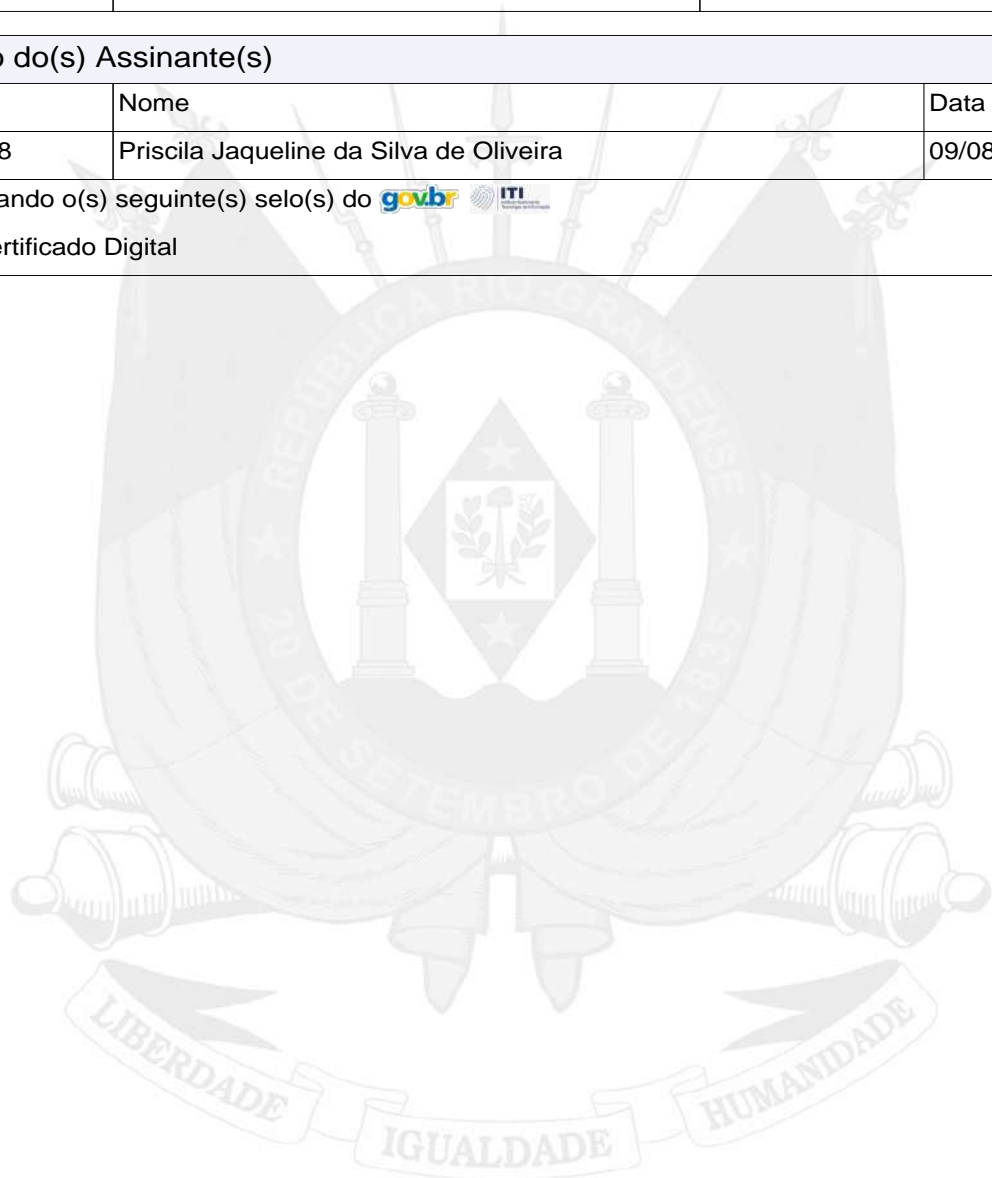 o do(s) Assinante(s)
Nome Data
8 Priscila Jaqueline da Silva de Oliveira 09/08
ando o(s) seguinte(s) selo(s) do gov.br ITI
ertificado Digital
REPÚBLICA RIO-GRANDENSE
20 DE SETEMBRO DE 1835
LIBERDADE IGUALDADE HUMANIDADE